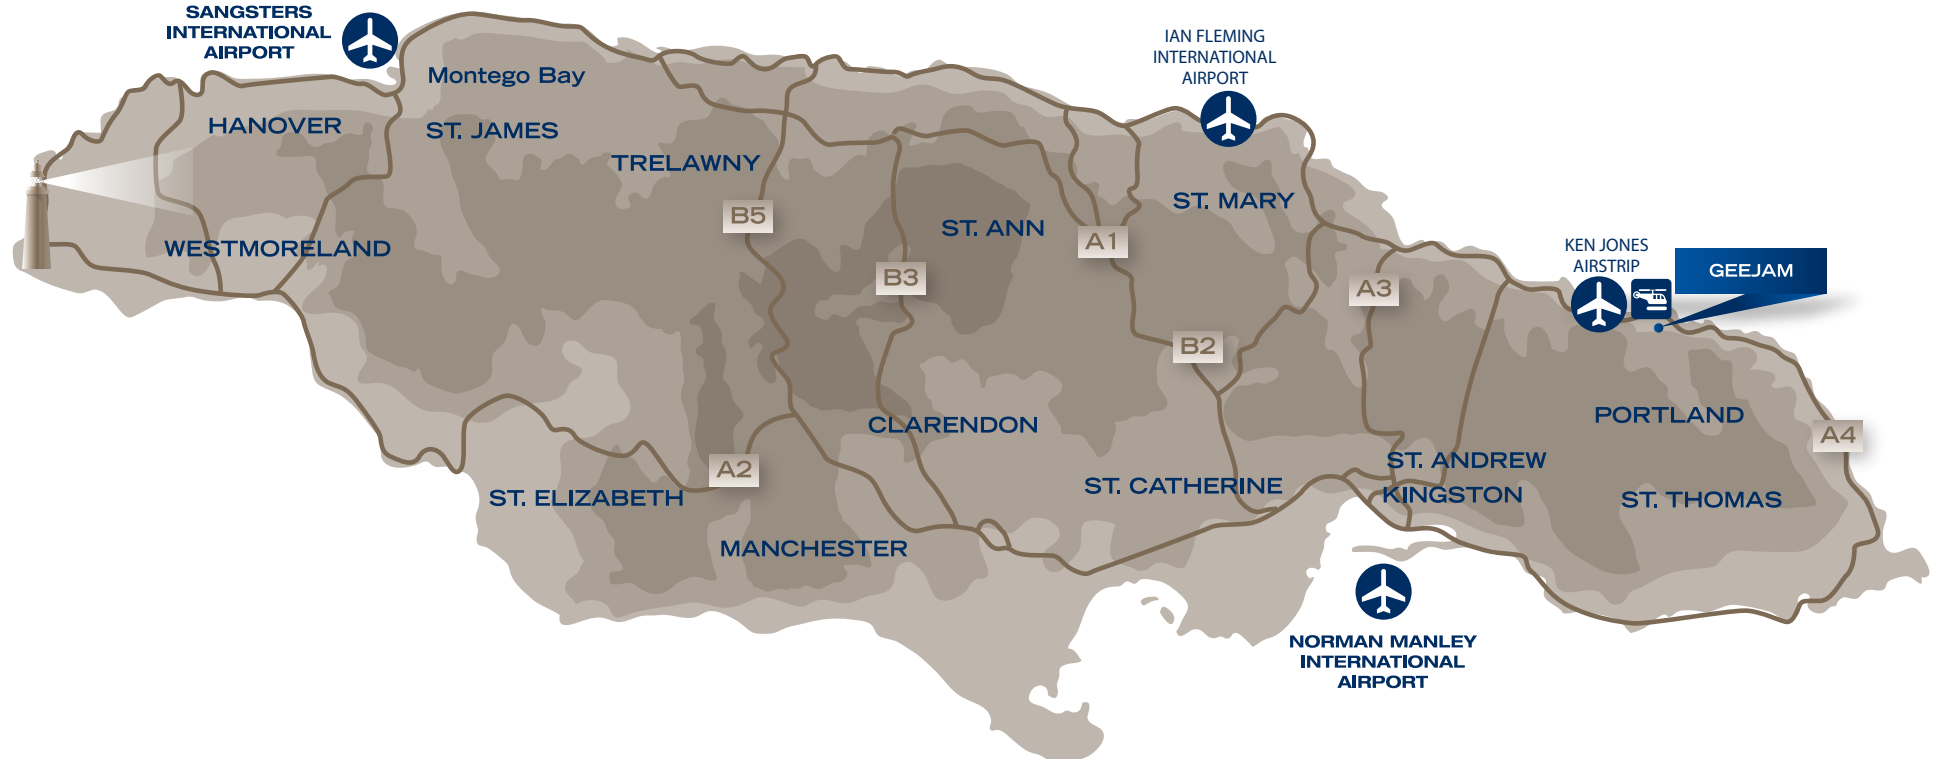 SANGSTERS
INTERNATIONAL
AIRPORT
IAN FLEMING
INTERNATIONAL
AIRPORT
Montego Bay
HANOVER
ST. JAMES
TRELAWNY
ST. MARY
B5
ST. ANN
A1
WESTMORELAND
KEN JONES
AIRSTRIP
GEEJAM
B3
A3
B2
PORTLAND
CLARENDON
A4
ST. ANDREW
A2
ST. CATHERINE
KINGSTON
ST. ELIZABETH
ST. THOMAS
MANCHESTER
NORMAN MANLEY
INTERNATIONAL
AIRPORT